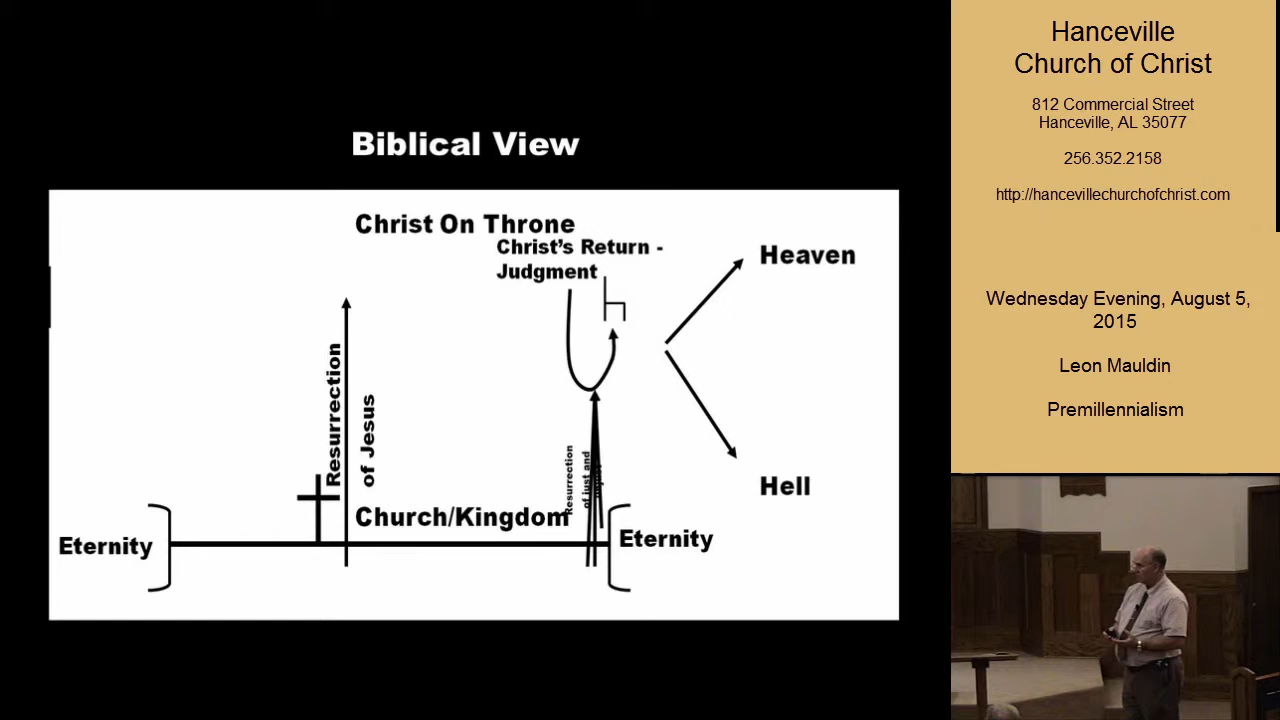 Biblical View
Christ On Throne
Christ's Return -
Judgment
Heaven
Resurrection
of Jesus
Resurrection
of just and
Church/Kingdom
Eternity
Eternity
Hell
Hanceville
Church of Christ
812 Commercial Street
Hanceville, AL 35077
256.352.2158
http://hancevillechurchofchrist.com
Wednesday Evening, August 5,
2015
Leon Mauldin
Premillennialism